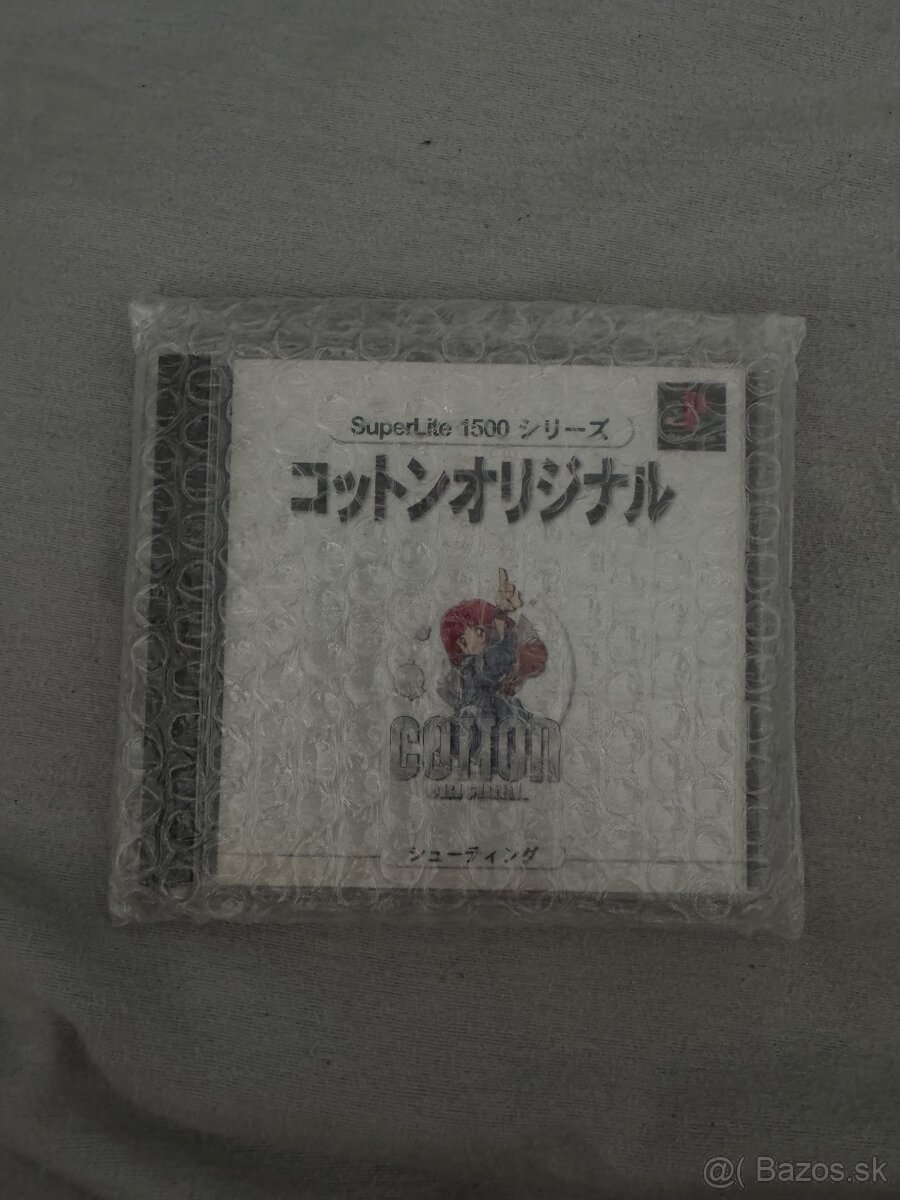 SuperLite 1500 シリーズ
コットンオリジナル
COTTON
シューティング
@( Bazos.sk